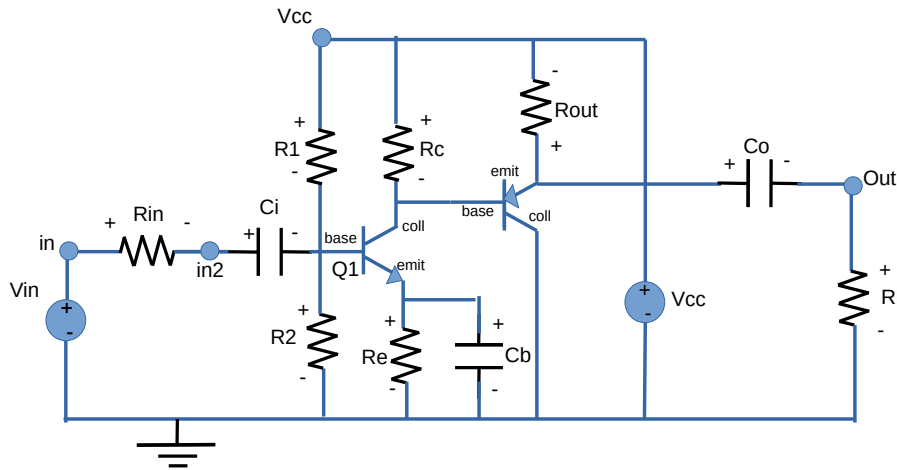 Vcc
+
R1
-
+
Rc
-
-
Rout
+
emit
base
coll
+
Co
-
Out
in
+
Rin
-
in2
Ci
+
-
base
coll
Q1
emit
Vin
+
-
+
R2
-
+
Re
-
+
Cb
-
+
-
Vcc
+
R
-